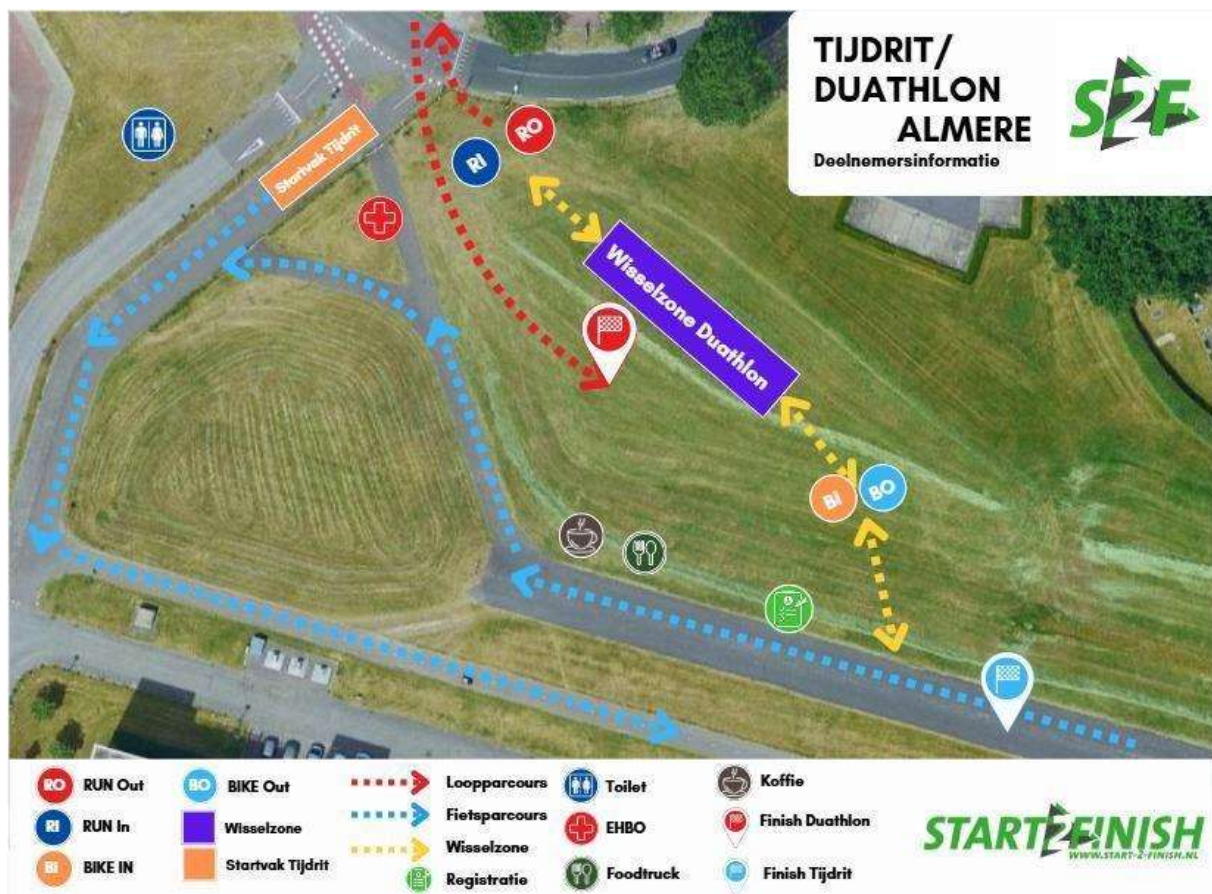 TIJDRIT/
DUATHLON
ALMERE
Deelnemersinformatie
S2F
Startvak Tijdrit
RO
RI
Wisselzone Duathlon
BI
BO
RO RUN Out
BO BIKE Out
Loopparcours
Toilet
Koffie
RI RUN In
Wisselzone
Fietsparcours
EHBO
Finish Duathlon
BI BIKE IN
Startvak Tijdrit
Wisselzone
Registratie
Foodtruck
Finish Tijdrit
START2FINISH
WWW.START-2-FINISH.NL